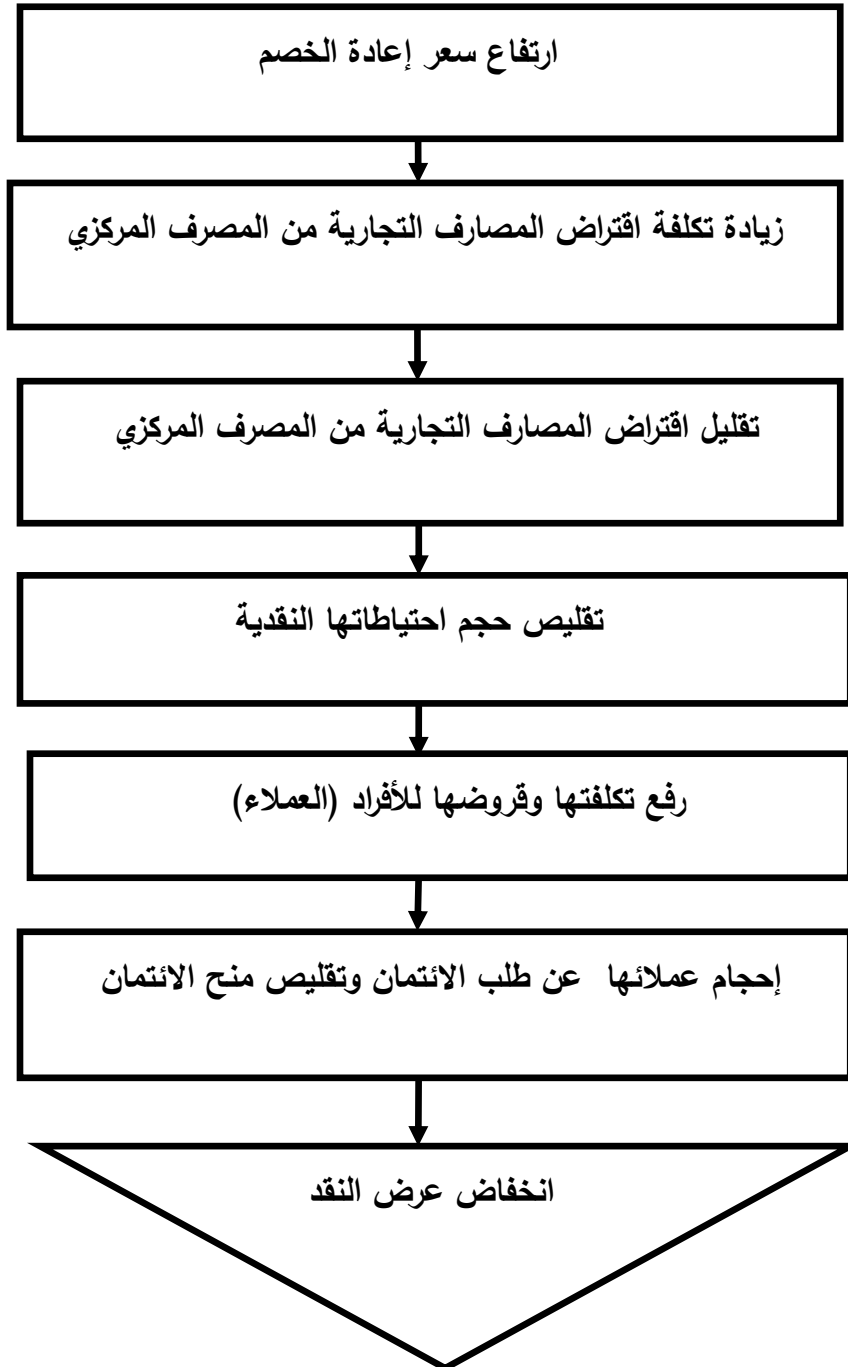 ارتفاع سعر إعادة الخصم
زيادة تكلفة اقتراض المصارف التجارية من المصرف المركزي
تقليل اقتراض المصارف التجارية من المصرف المركزي
تقليص حجم احتياطاتها النقدية
رفع تكلفتها وقروضها للأفراد (العملاء)
إحجام عملائها عن طلب الائتمان وتقليص منح الائتمان
انخفاض عرض النقد